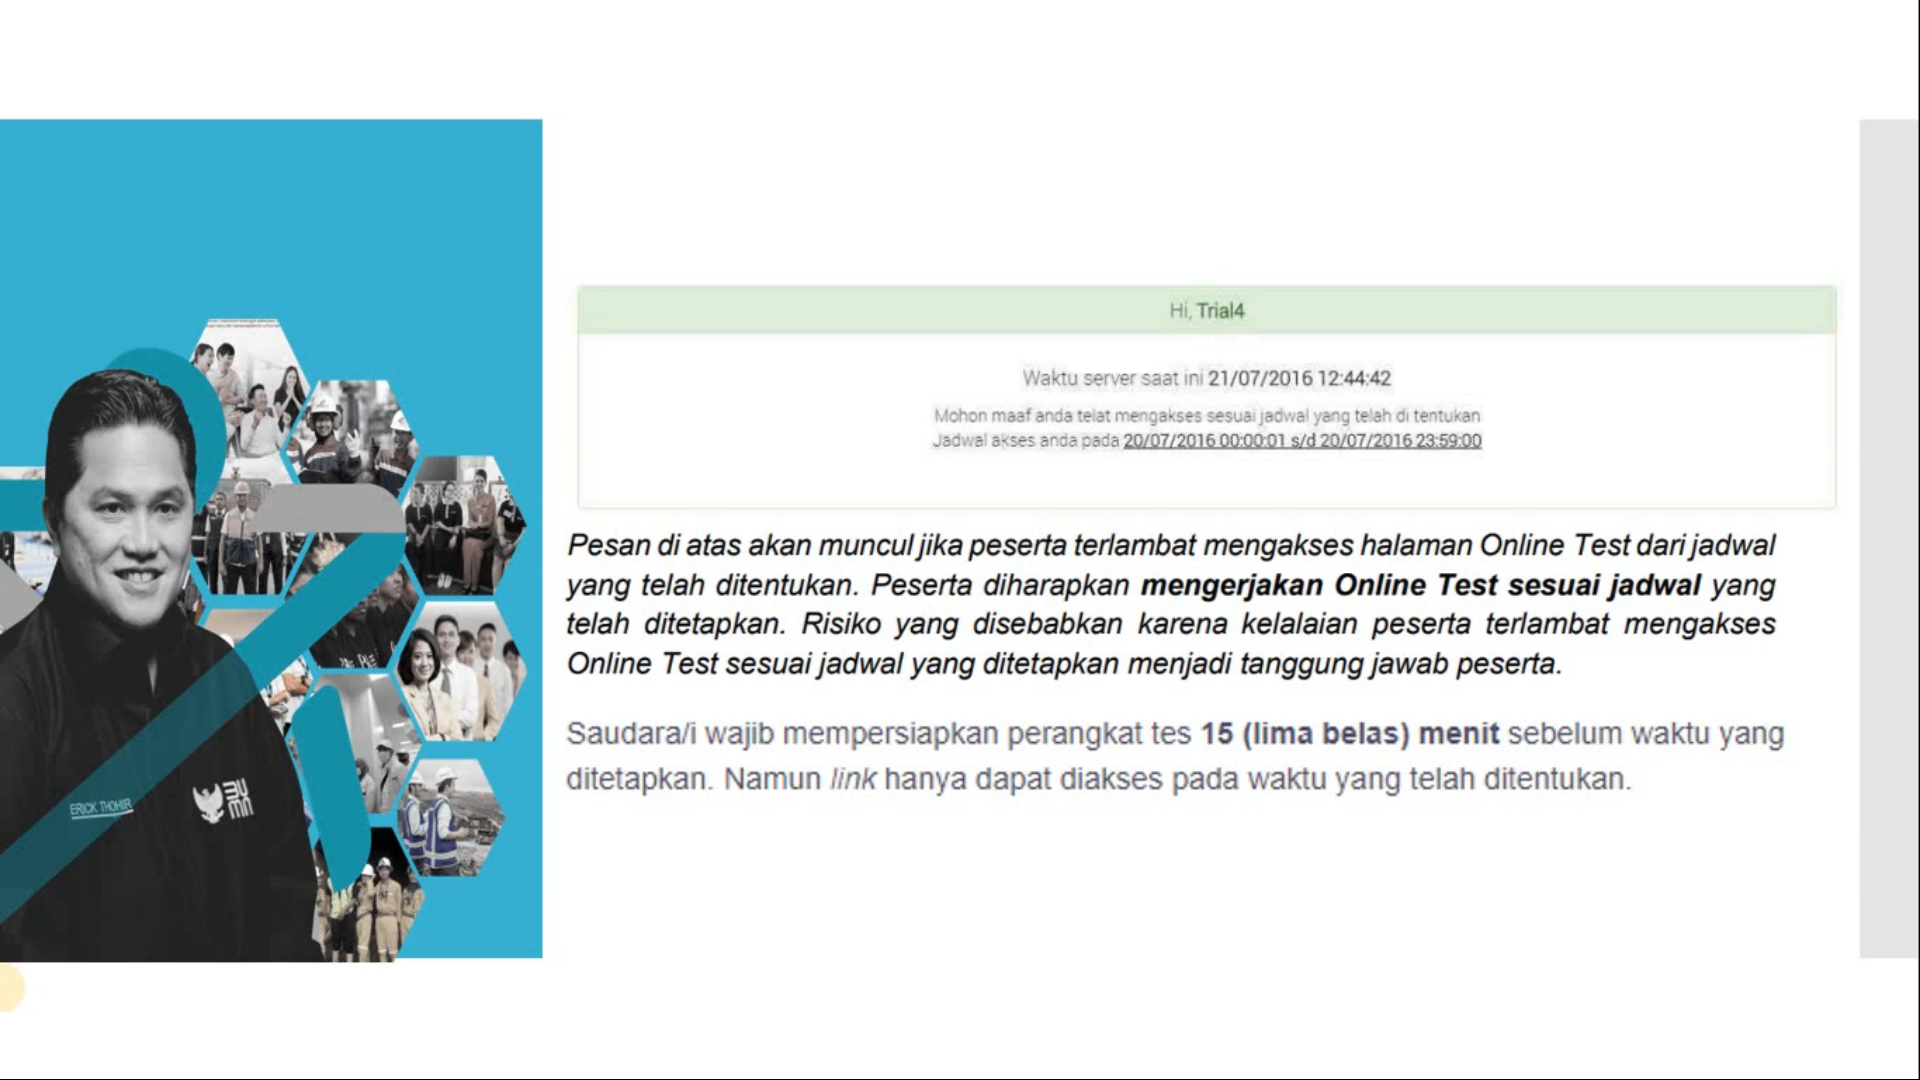 Hi, Trial4
Waktu server saat ini 21/07/2016 12:44:42
Mohon maaf anda telat mengakses sesuai jadwal yang telah di tentukan
Jadwal akses anda pada 20/07/2016 00:00:01 s/d 20/07/2016 23:59:00
Pesan di atas akan muncul jika peserta terlambat mengakses halaman Online Test dari jadwal
yang telah ditentukan. Peserta diharapkan mengerjakan Online Test sesuai jadwal yang
telah ditetapkan. Risiko yang disebabkan karena kelalaian peserta terlambat mengakses
Online Test sesuai jadwal yang ditetapkan menjadi tanggung jawab peserta.
Saudara/i wajib mempersiapkan perangkat tes 15 (lima belas) menit sebelum waktu yang
ditetapkan. Namun link hanya dapat diakses pada waktu yang telah ditentukan.
ERICK THOHIR
BUMN